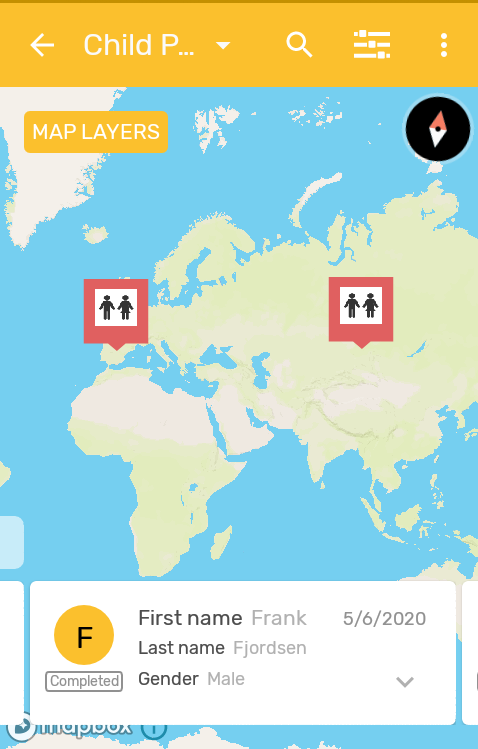 Child P...
MAP LAYERS
F
Completed
First name Frank 5/6/2020
Last name Fjordsen
Gender Male
mapbox